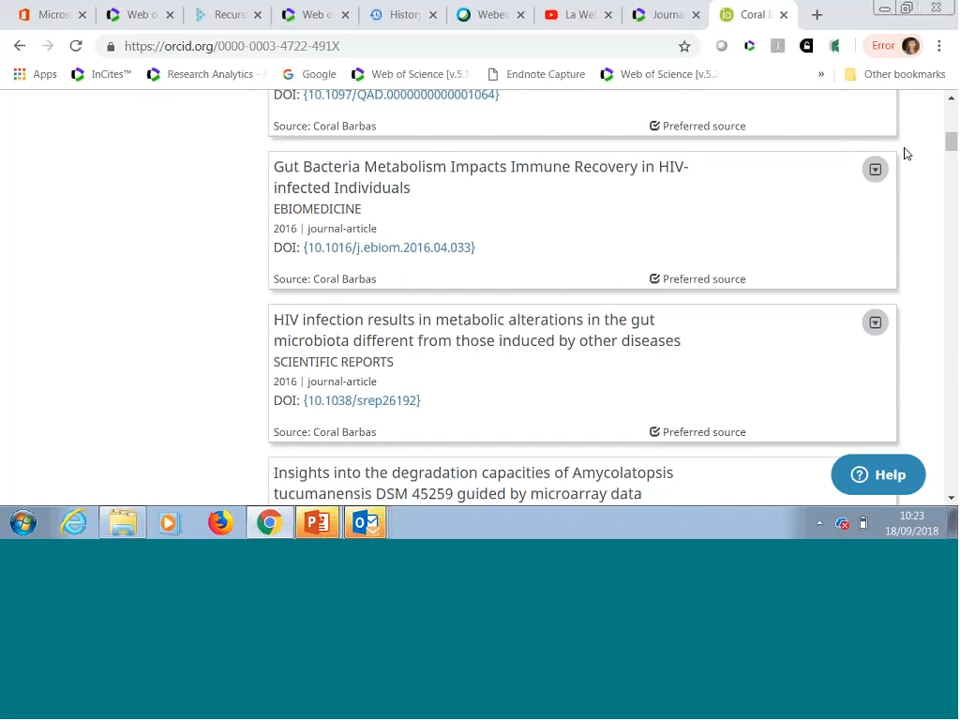 Micros
Web o
Recurs
Web o
History
Webex
La We
Journa
Coral
https://orcid.org/0000-0003-4722-491X
Error
Apps
InCites™
Research Analytics -
Google
Web of Science [v.5.
Endnote Capture
Web of Science [v.5.
»
Other bookmarks
DOI: {10.1097/QAD.0000000000001064}
Source: Coral Barbas
Preferred source
Gut Bacteria Metabolism Impacts Immune Recovery in HIV-
infected Individuals
EBIOMEDICINE
2016 | journal-article
DOI: {10.1016/j.ebiom.2016.04.033}
Source: Coral Barbas
Preferred source
HIV infection results in metabolic alterations in the gut
microbiota different from those induced by other diseases
SCIENTIFIC REPORTS
2016 | journal-article
DOI: {10.1038/srep26192}
Source: Coral Barbas
Preferred source
Insights into the degradation capacities of Amycolatopsis
tucumanensis DSM 45259 guided by microarray data
Help
10:23
18/09/2018